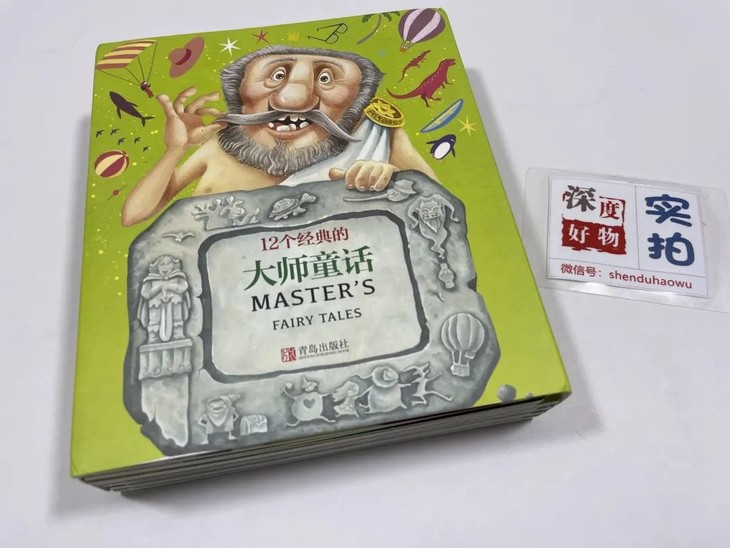 12个经典的
大师童话
MASTER'S
FAIRY TALES
青岛出版社
深度
好物
实拍
微信号：shenduhaowu